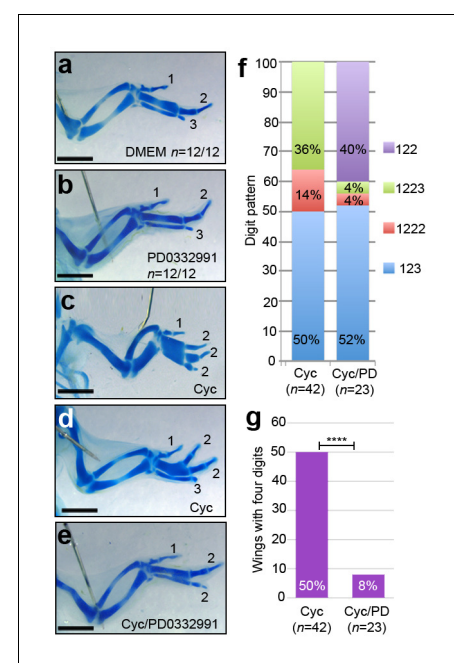 a
1
2
3
DMEM n=12/12
b
1
2
3
PD0332991
n=12/12
c
1
2
2
2
Cyc
d
1
2
2
3
Cyc
e
1
2
2
Cyc/PD0332991
f
Digit pattern
100
90
80
70
60
50
40
30
20
10
0
36%
14%
50%
40%
4%
4%
52%
122
1223
1222
123
Cyc
(n=42)
Cyc/PD
(n=23)
g
Wings with four digits
60
50
40
30
20
10
0
****
50%
8%
Cyc
(n=42)
Cyc/PD
(n=23)